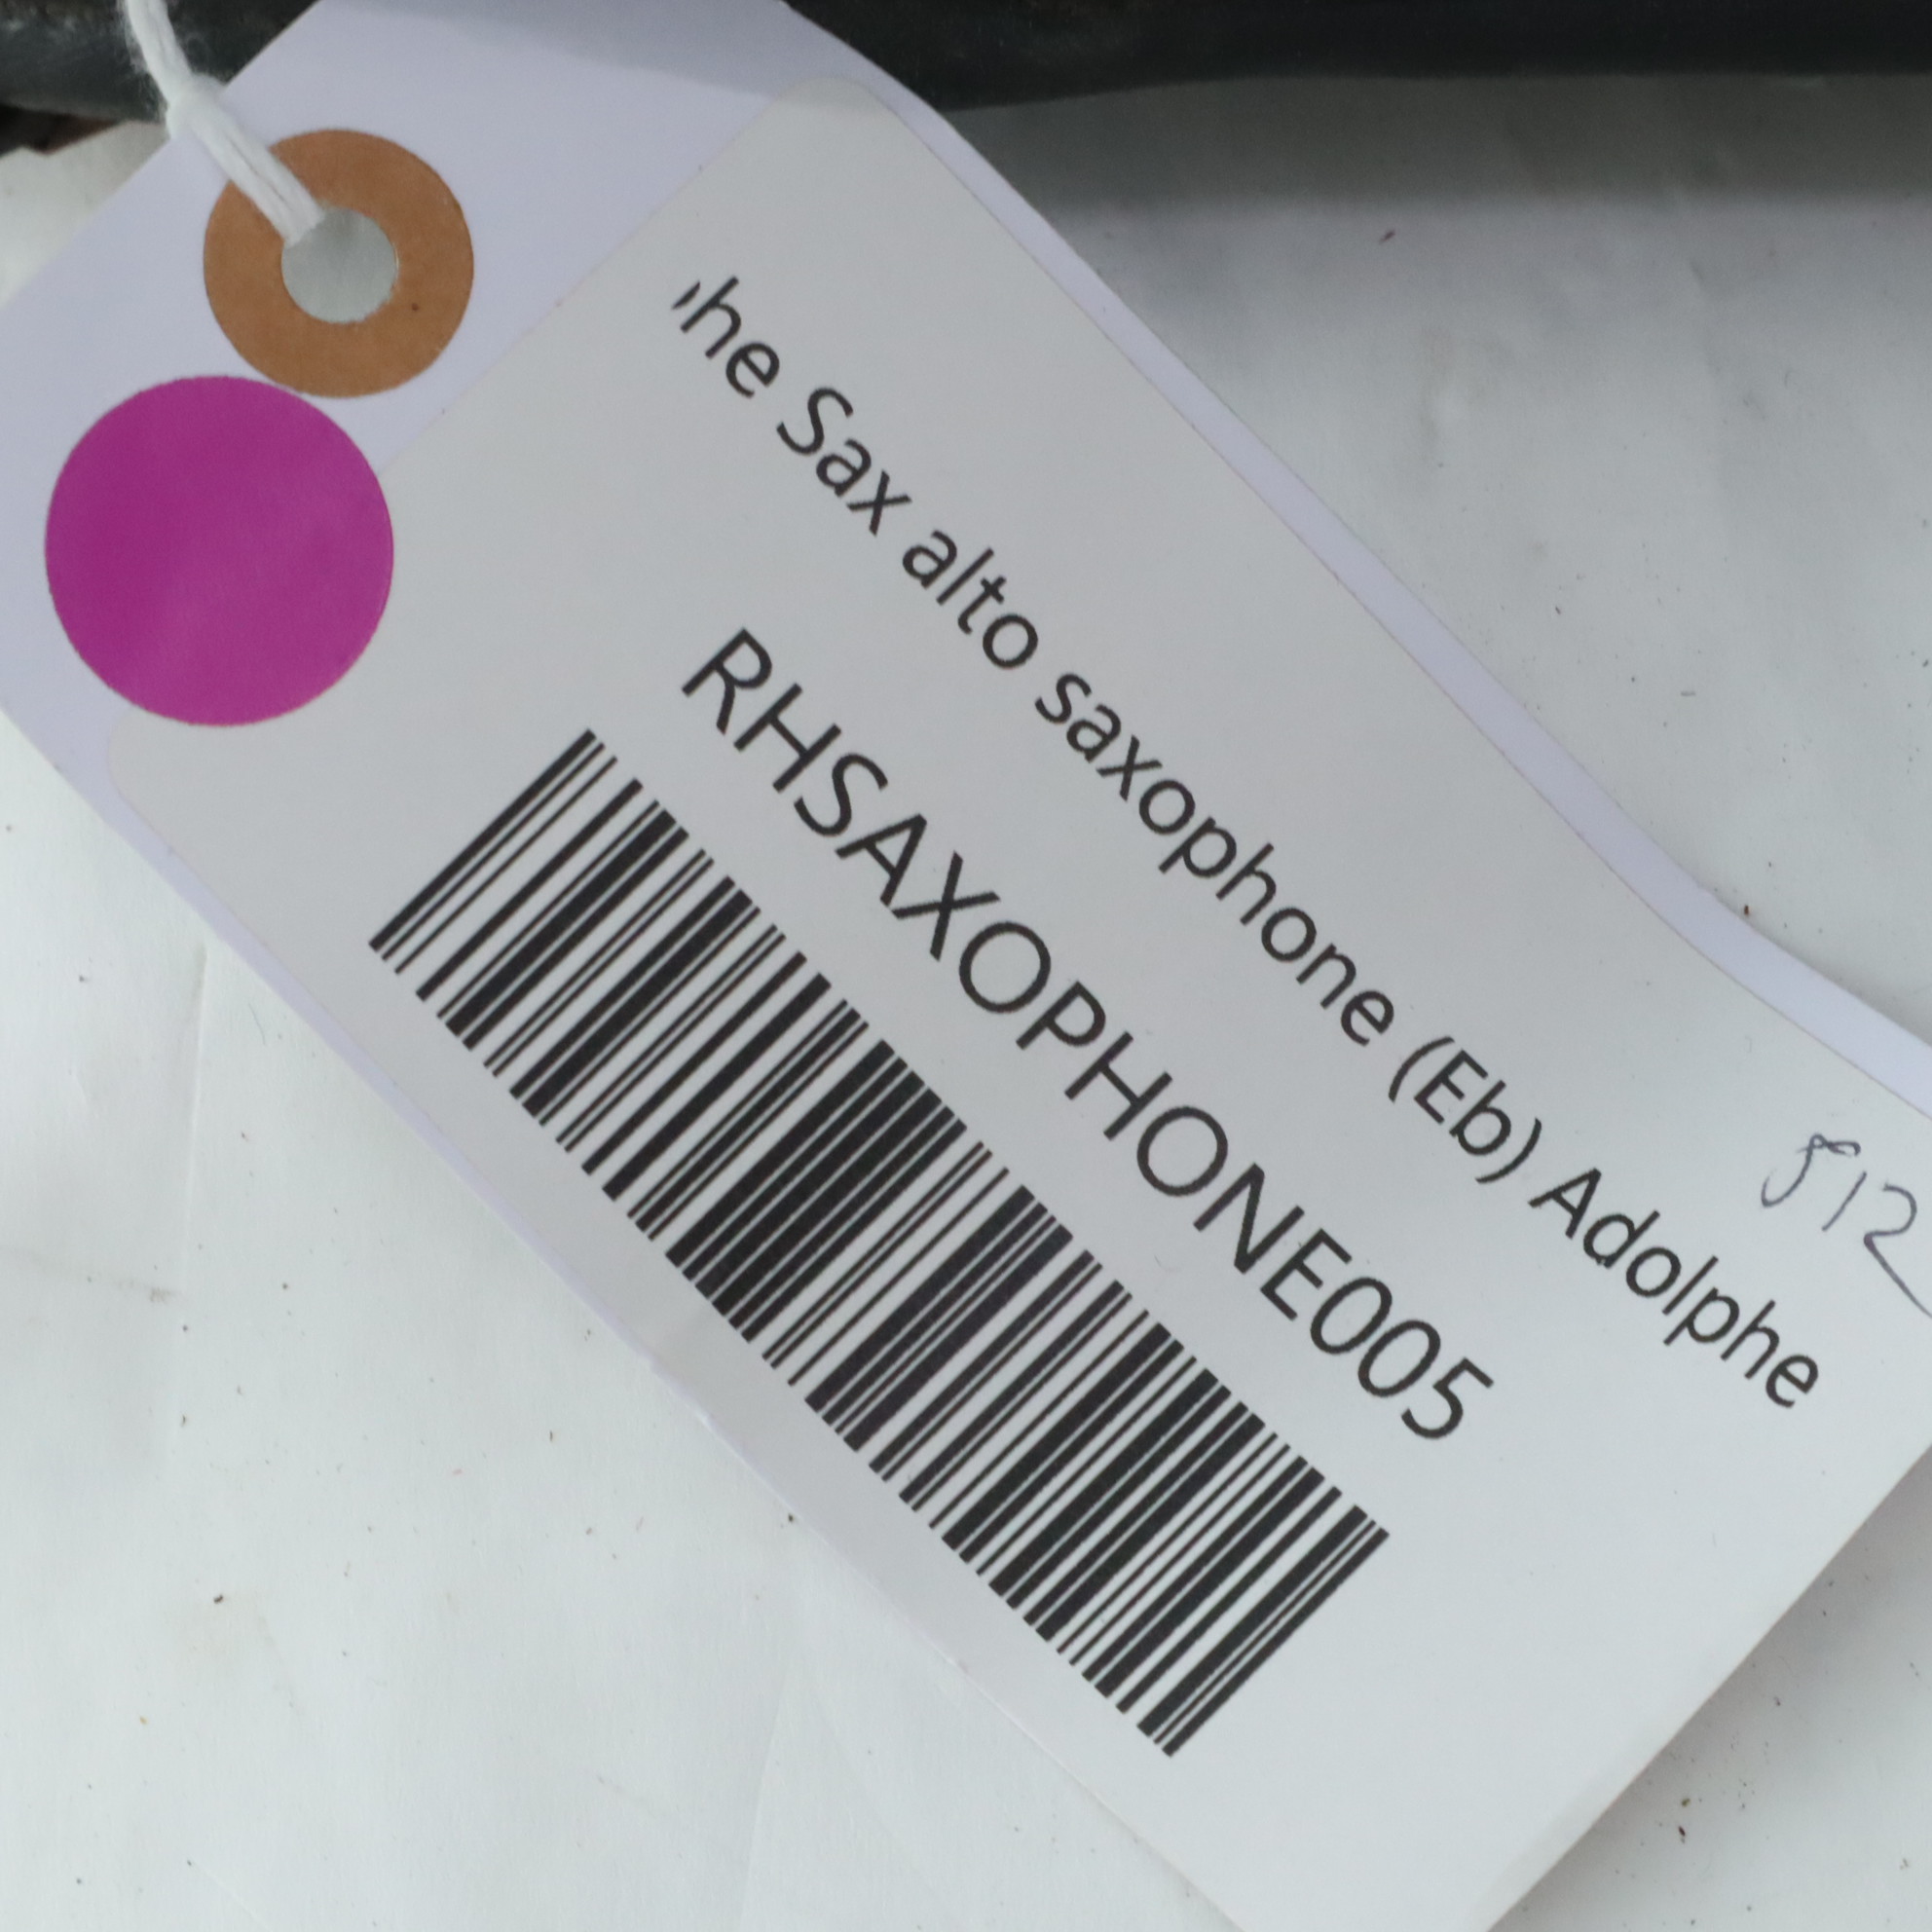 he Sax alto saxophone (Eb) Adolphe
RHSAXOPHONE005
512